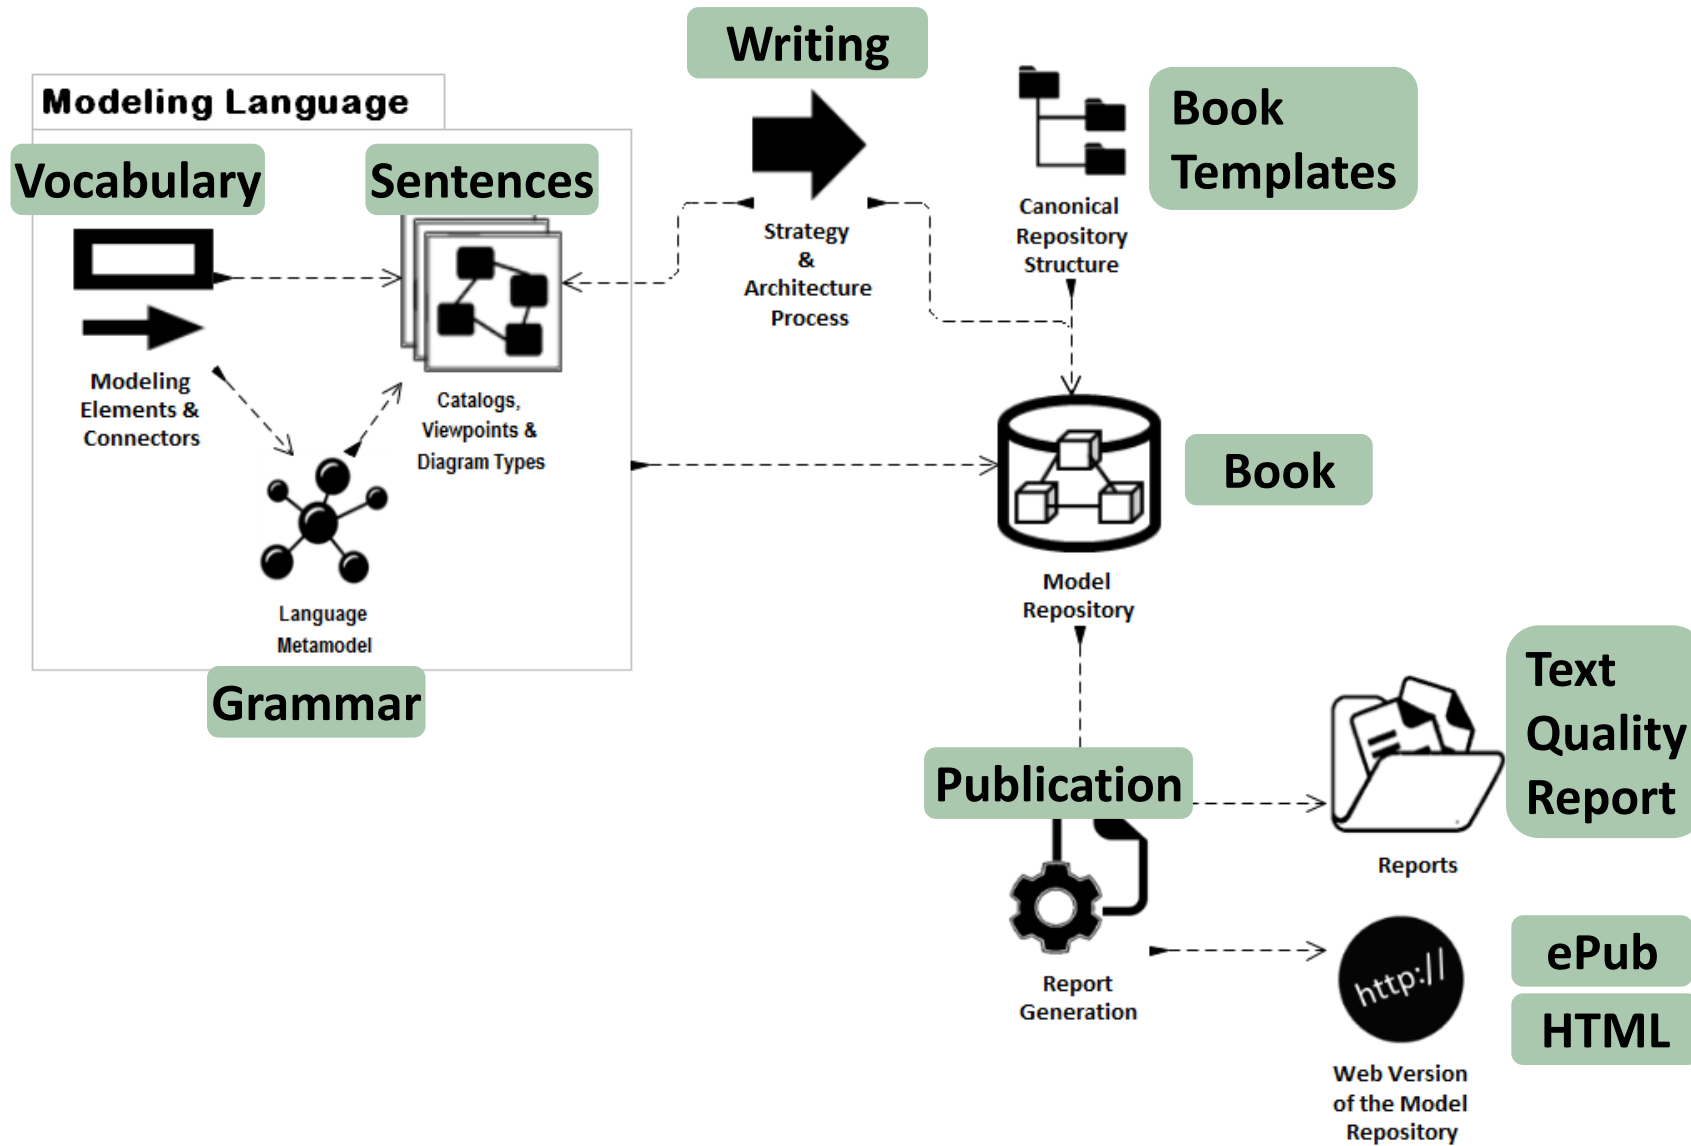 Writing
Modeling Language
Book
Templates
Vocabulary
Sentences
Canonical
Repository
Structure
Strategy
&
Architecture
Process
Modeling
Elements &
Connectors
Catalogs,
Viewpoints &
Diagram Types
Book
Language
Metamodel
Grammar
Model
Repository
Text
Quality
Report
Publication
Reports
Report
Generation
http://
ePub
HTML
Web Version
of the Model
Repository